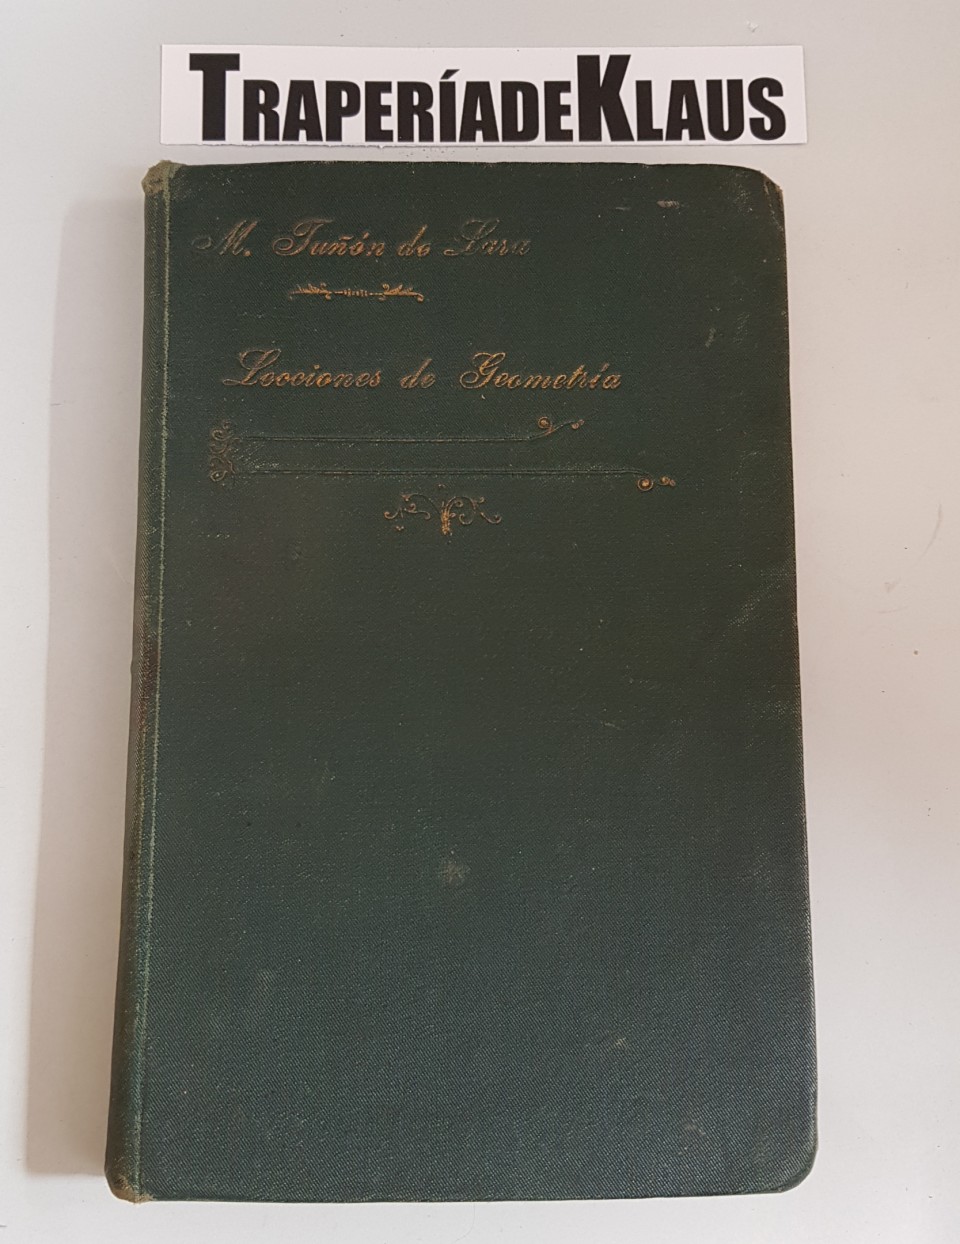 TRAPERÍADEKLAUS
M. Tuñón de Lara
Lecciones de Geometría